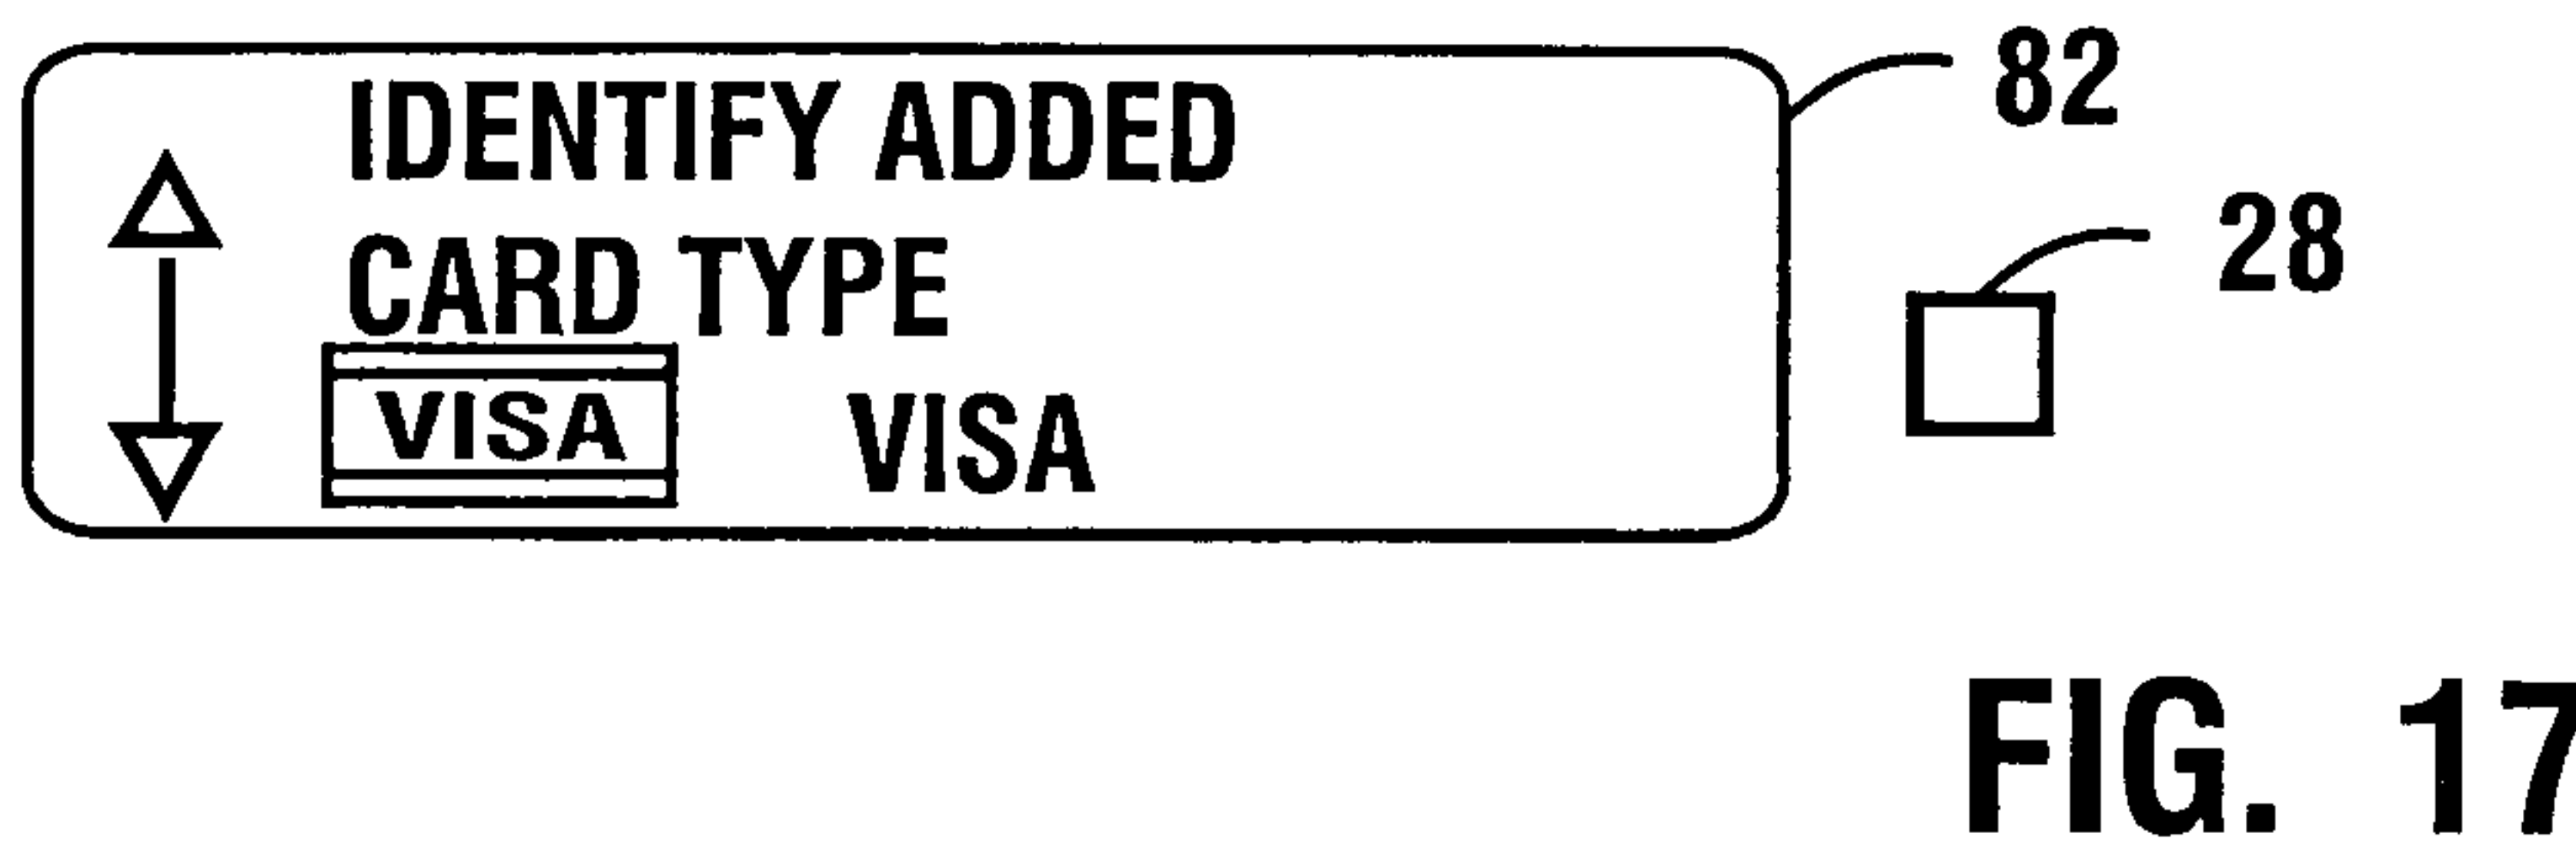 IDENTIFY ADDED
CARD TYPE
VISA VISA
82
28
FIG. 17